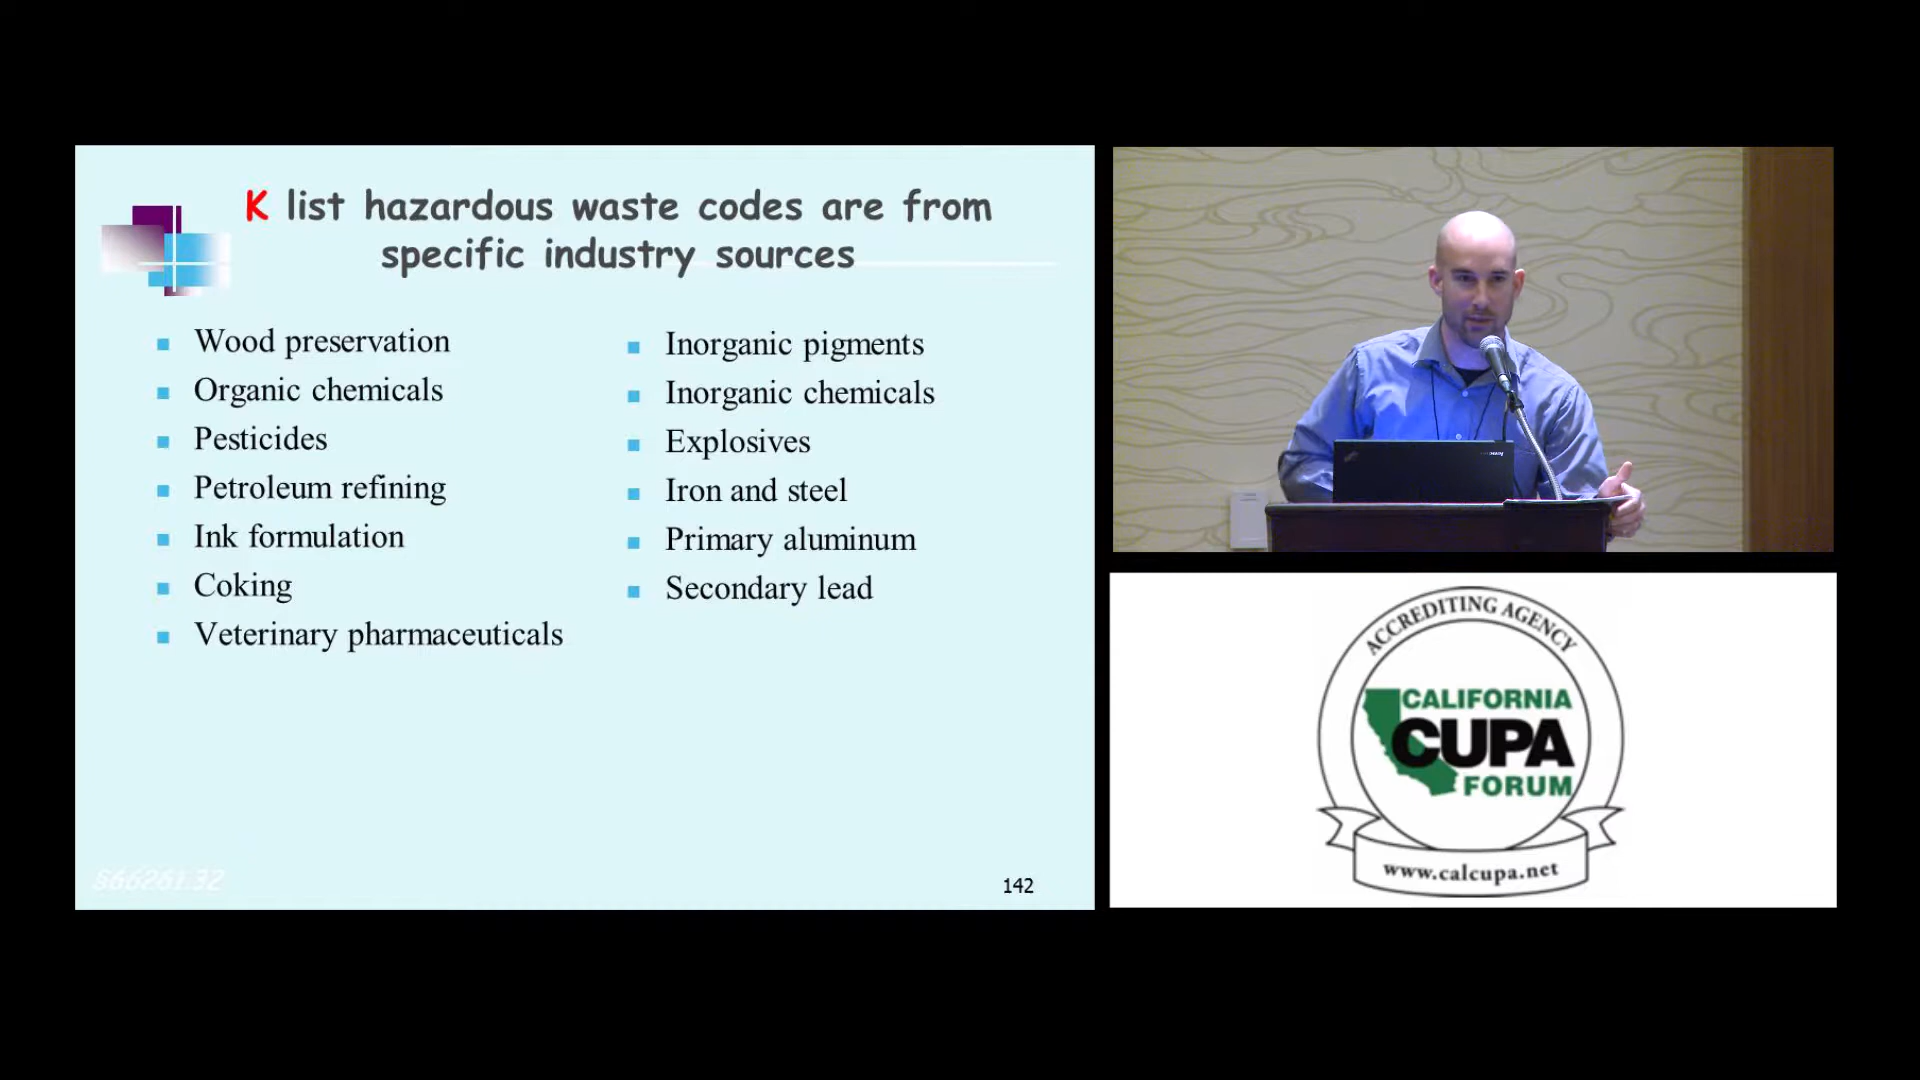 K list hazardous waste codes are from
specific industry sources
Wood preservation
Organic chemicals
Pesticides
Petroleum refining
Ink formulation
Coking
Veterinary pharmaceuticals
Inorganic pigments
Inorganic chemicals
Explosives
Iron and steel
Primary aluminum
Secondary lead
§66261.32
142
lenovo
ACCREDITING AGENCY
CALIFORNIA
CUPA
FORUM
www.calcupa.net